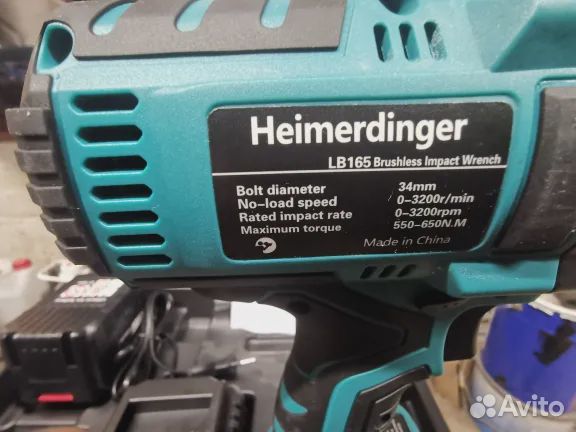 Heimerdinger
LB165 Brushless Impact Wrench
Bolt diameter 34mm
No-load speed 0-3200r/min
Rated impact rate 0-3200rpm
Maximum torque 550-650N.M
Made in China
Avito